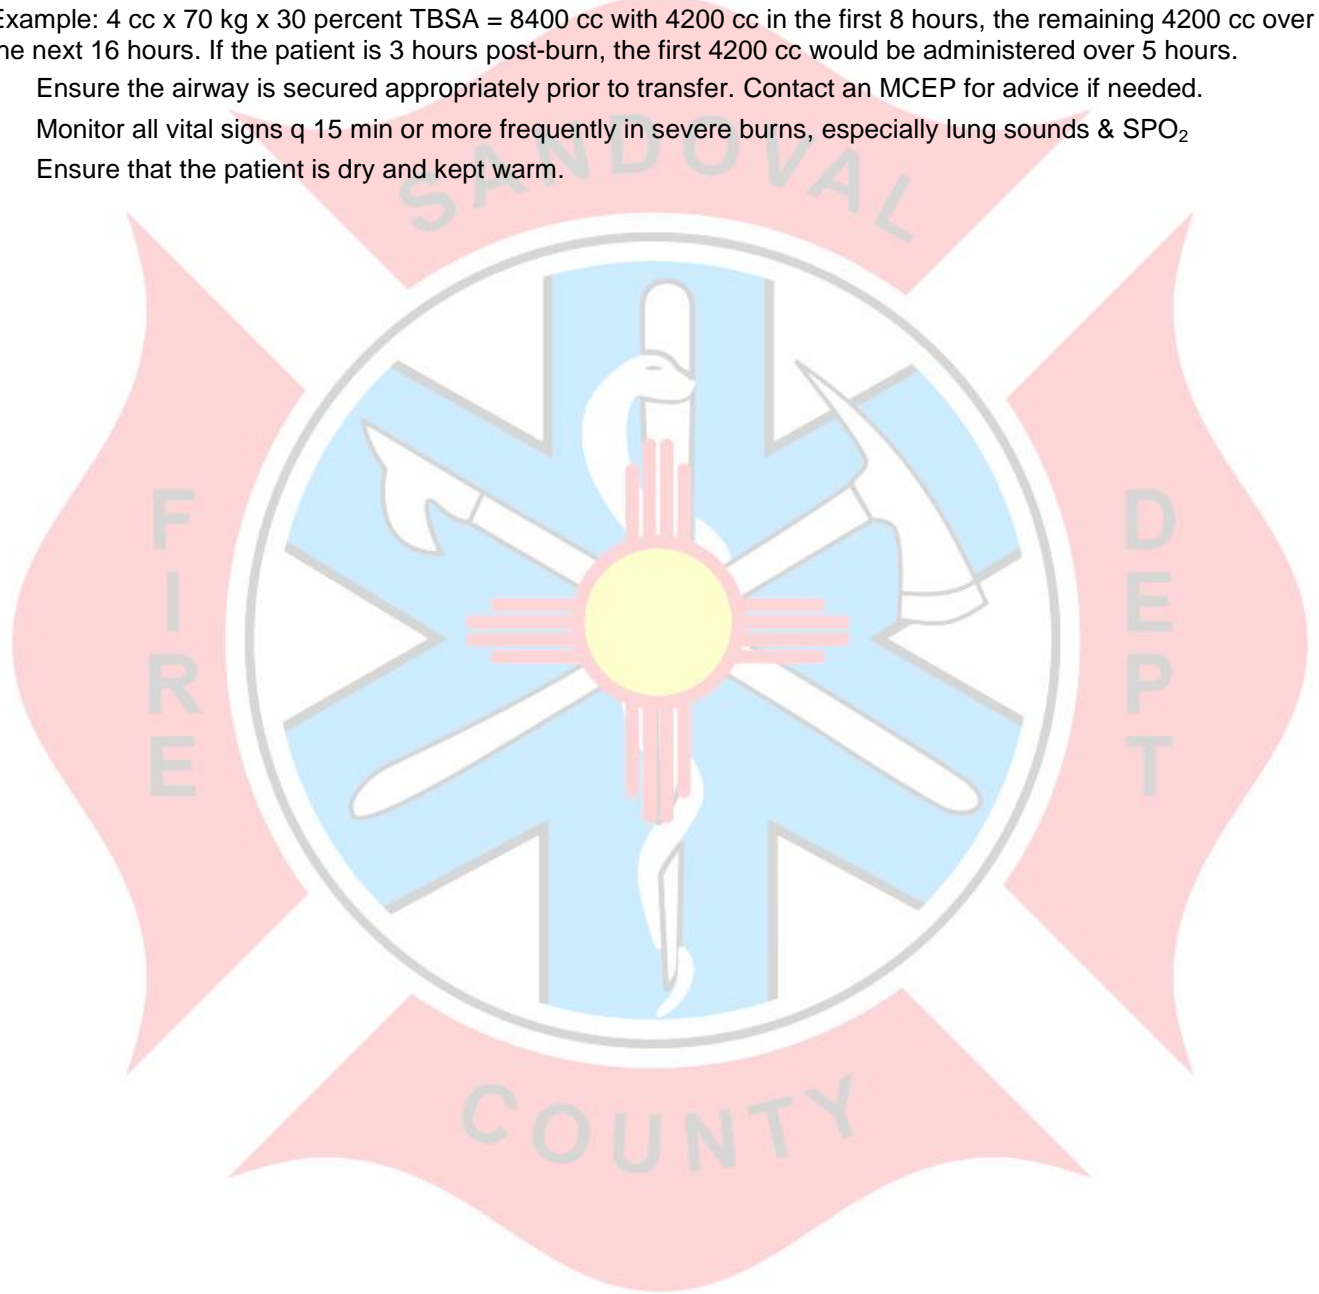 Example: 4 cc x 70 kg x 30 percent TBSA = 8400 cc with 4200 cc in the first 8 hours, the remaining 4200 cc over
the next 16 hours. If the patient is 3 hours post-burn, the first 4200 cc would be administered over 5 hours.
Ensure the airway is secured appropriately prior to transfer. Contact an MCEP for advice if needed.
Monitor all vital signs q 15 min or more frequently in severe burns, especially lung sounds & SPO₂
Ensure that the patient is dry and kept warm.
SANDOVAL
FIRE
DEPT
COUNTY